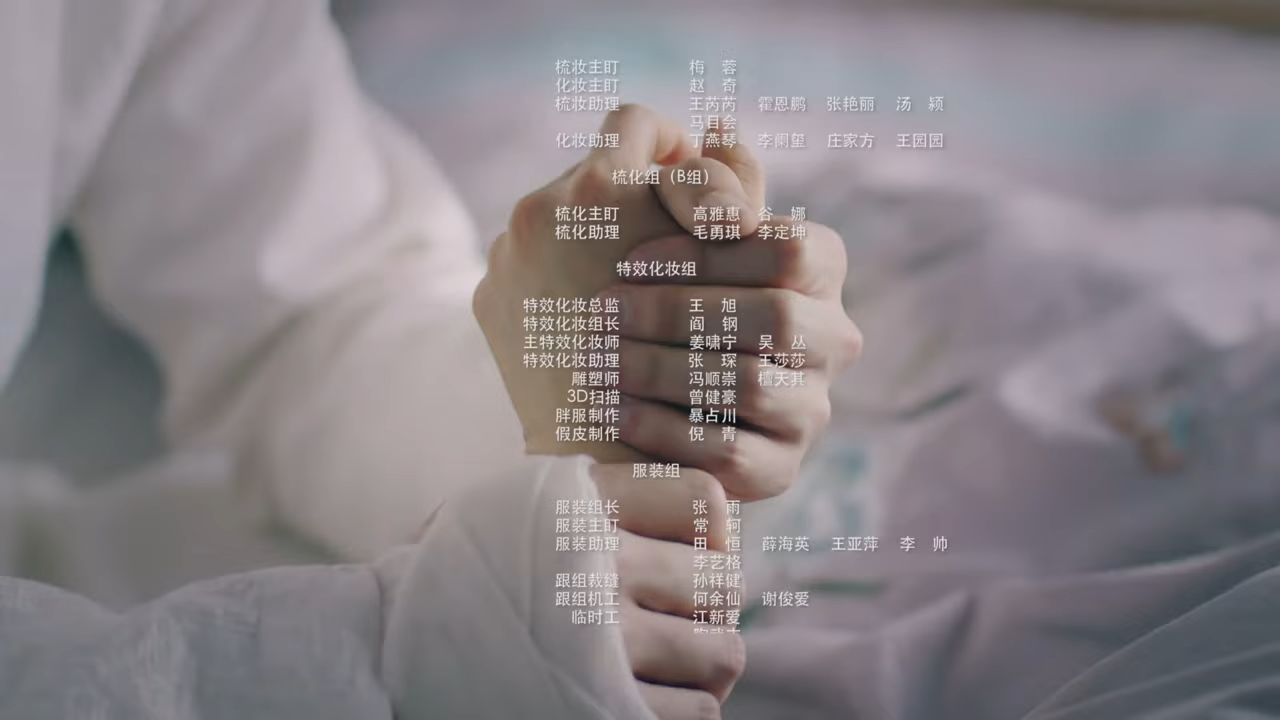 梳妆主盯 梅 蓉
化妆主盯 赵 奇
梳妆助理 王芮芮 霍恩鹏 张艳丽 汤 颖
马目会
化妆助理 丁燕琴 李阑望 庄家方 王园园
梳化组（B组）
梳化主盯 高雅惠 谷 娜
梳化助理 毛勇琪 李定坤
特效化妆组
特效化妆总监 王 旭
特效化妆组长 阎 钢
主特效化妆师 姜啸宁 吴 丛
特效化妆助理 张 琛 王莎莎
雕塑师 冯顺崇 檀天其
3D扫描 曾健豪
胖服制作 暴占川
假皮制作 倪 青
服装组
服装组长 张 雨
服装主盯 常 轲
服装助理 田 恒 薛海英 王亚萍 李 帅
李艺格
跟组裁缝 孙祥健
跟组机工 何余仙 谢俊爱
临时工 江新爱